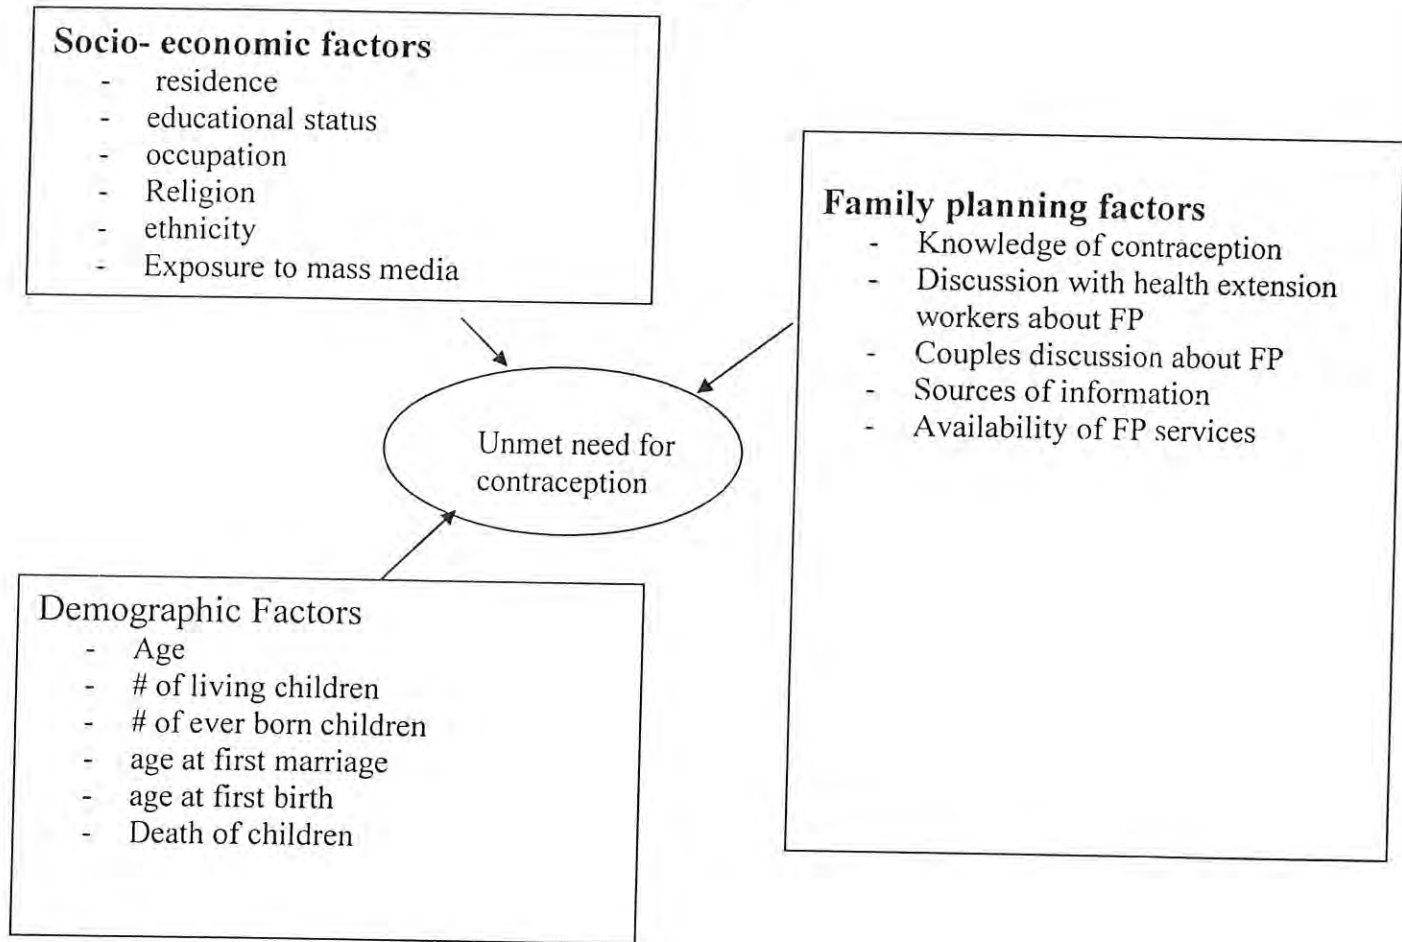 Socio- economic factors
- residence
- educational status
- occupation
- Religion
- ethnicity
- Exposure to mass media
Family planning factors
- Knowledge of contraception
- Discussion with health extension
workers about FP
- Couples discussion about FP
- Sources of information
- Availability of FP services
Unmet need for
contraception
Demographic Factors
- Age
- # of living children
- # of ever born children
- age at first marriage
- age at first birth
- Death of children